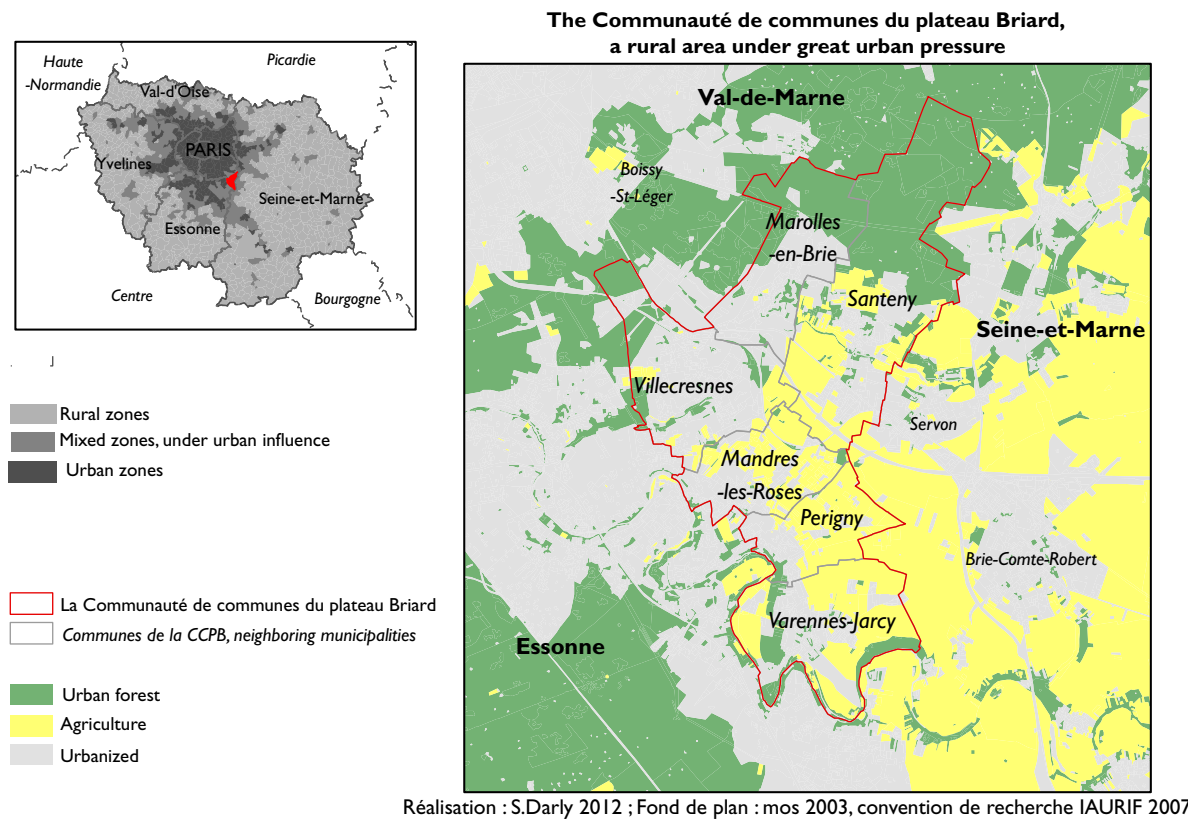 The Communauté de communes du plateau Briard,
a rural area under great urban pressure
Haute
-Normandie
Picardie
Val-d'Oise
PARIS
Yvelines
Seine-et-Marne
Essonne
Centre
Bourgogne
Rural zones
Mixed zones, under urban influence
Urban zones
La Communauté de communes du plateau Briard
Communes de la CCPB, neighboring municipalities
Urban forest
Agriculture
Urbanized
Val-de-Marne
Boissy
-St-Léger
Marolles
-en-Brie
Santeny
Seine-et-Marne
Villecresnes
Servon
Mandres
-les-Roses
Perigny
Brie-Comte-Robert
Varennes-Jarcy
Essonne
Réalisation : S.Darly 2012 ; Fond de plan : mos 2003, convention de recherche IAURIF 2007